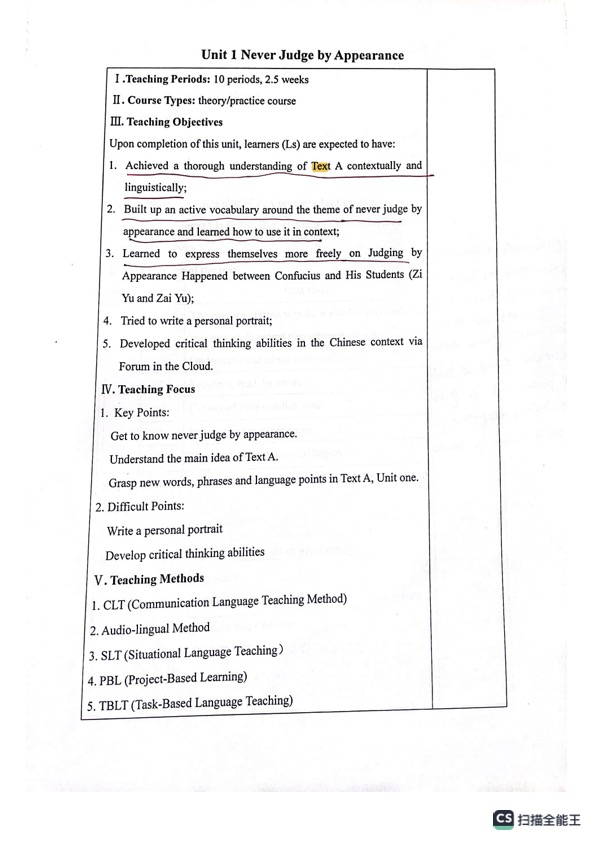 Unit 1 Never Judge by Appearance
Ⅰ.Teaching Periods: 10 periods, 2.5 weeks
Ⅱ. Course Types: theory/practice course
Ⅲ. Teaching Objectives
Upon completion of this unit, learners (Ls) are expected to have:
1. Achieved a thorough understanding of Text A contextually and
linguistically;
2. Built up an active vocabulary around the theme of never judge by
appearance and learned how to use it in context;
3. Learned to express themselves more freely on Judging by
Appearance Happened between Confucius and His Students (Zi
Yu and Zai Yu);
4. Tried to write a personal portrait;
5. Developed critical thinking abilities in the Chinese context via
Forum in the Cloud.
Ⅳ. Teaching Focus
1. Key Points:
Get to know never judge by appearance.
Understand the main idea of Text A.
Grasp new words, phrases and language points in Text A, Unit one.
2. Difficult Points:
Write a personal portrait
Develop critical thinking abilities
Ⅴ. Teaching Methods
1. CLT (Communication Language Teaching Method)
2. Audio-lingual Method
3. SLT (Situational Language Teaching）
4. PBL (Project-Based Learning)
5. TBLT (Task-Based Language Teaching)
CS 扫描全能王